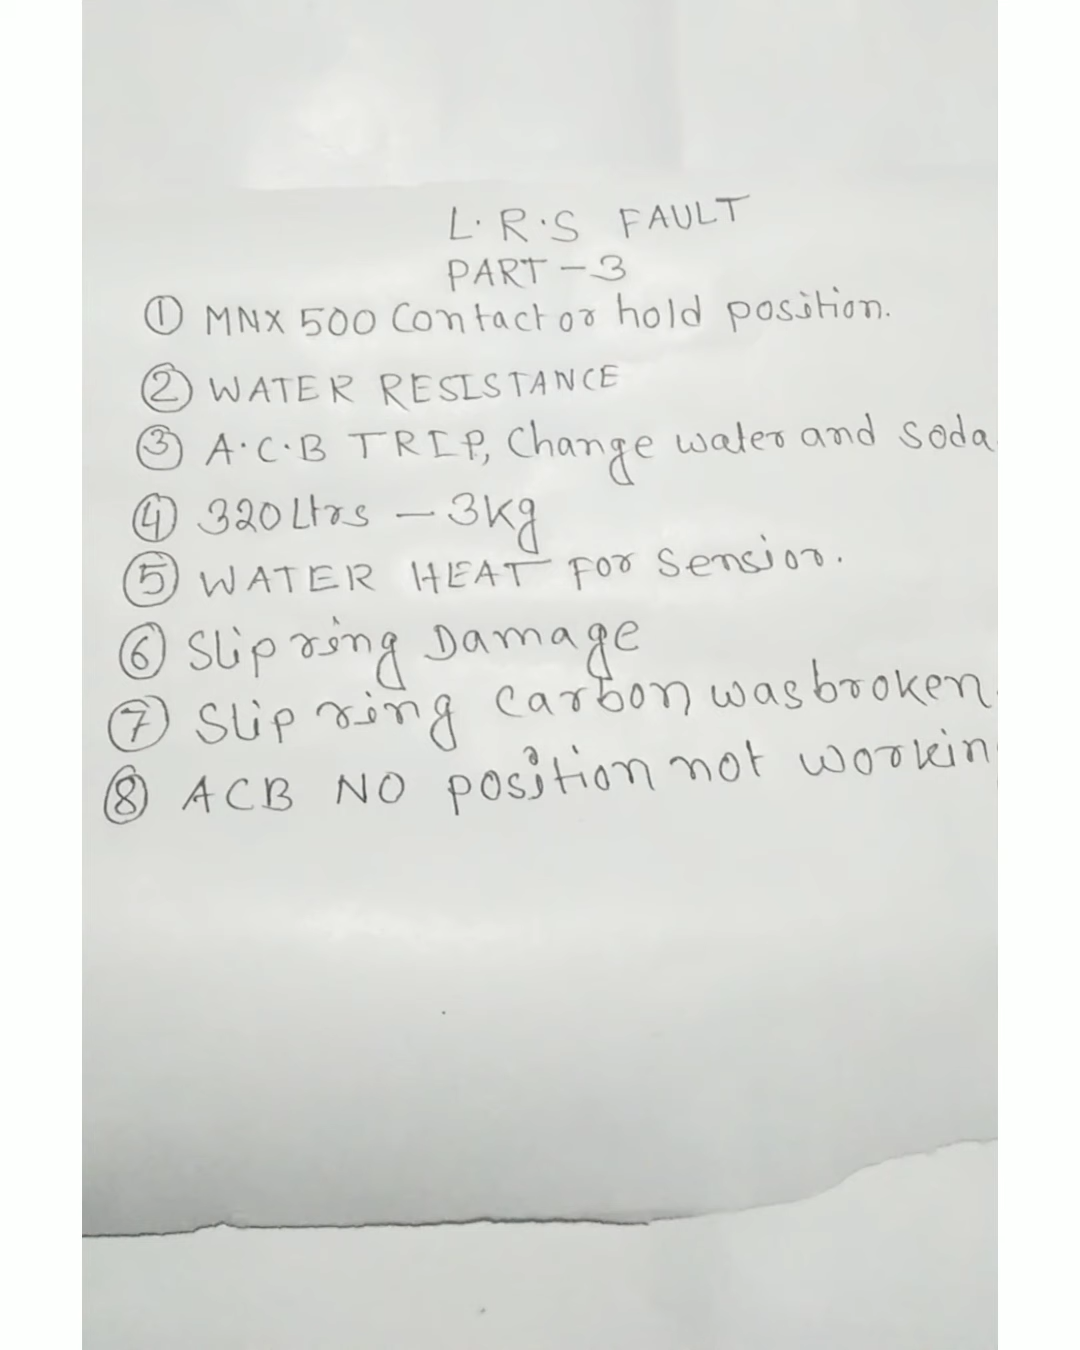 L.R.S FAULT
PART-3
① MNX 500 Contactor hold position.
② WATER RESISTANCE
③ A.C.B TRIP, Change water and soda
④ 320 Ltrs - 3kg
⑤ WATER HEAT For Sensior.
⑥ Slip ring Damage
⑦ Slip ring carbon was broken.
⑧ ACB NO position not workin